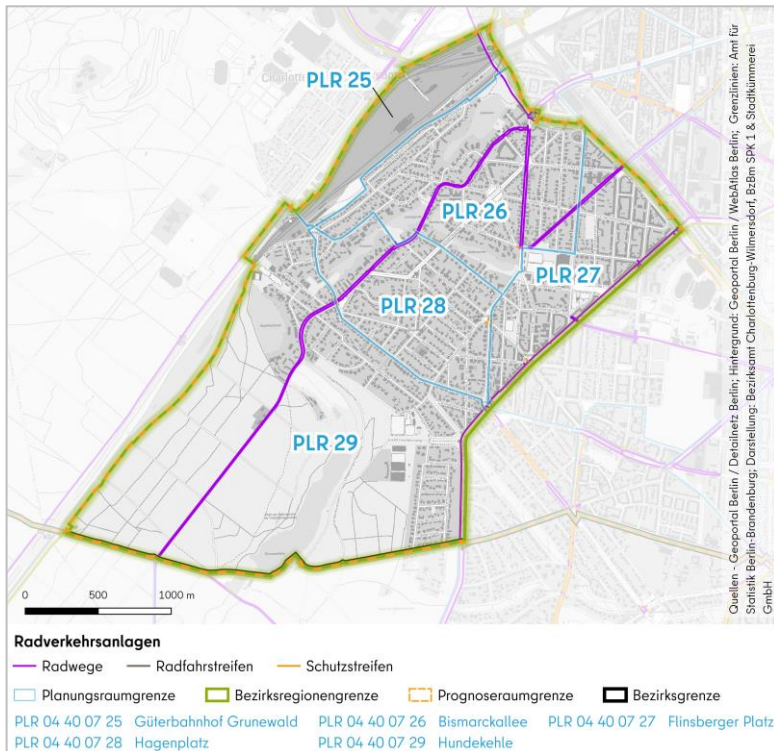 Charlotte
PLR 25
PLR 26
PLR 27
PLR 28
PLR 29
0 500 1000 m
Quellen - Geoportal Berlin / Detailnetz Berlin; Hintergrund: Geoportal Berlin / WebAtlas Berlin; Grenzlinien: Amt für
Statistik Berlin-Brandenburg; Darstellung: Bezirksamt Charlottenburg-Wilmersdorf, BzBm SPK 1 & Stadtkümmerei
GmbH
Radverkehrsanlagen
Radwege Radfahrstreifen Schutzstreifen
Planungsraumgrenze Bezirksregionengrenze Prognoseraumgrenze Bezirksgrenze
PLR 04 40 07 25 Güterbahnhof Grunewald PLR 04 40 07 26 Bismarckallee PLR 04 40 07 27 Flinsberger Platz
PLR 04 40 07 28 Hagenplatz PLR 04 40 07 29 Hundekehle